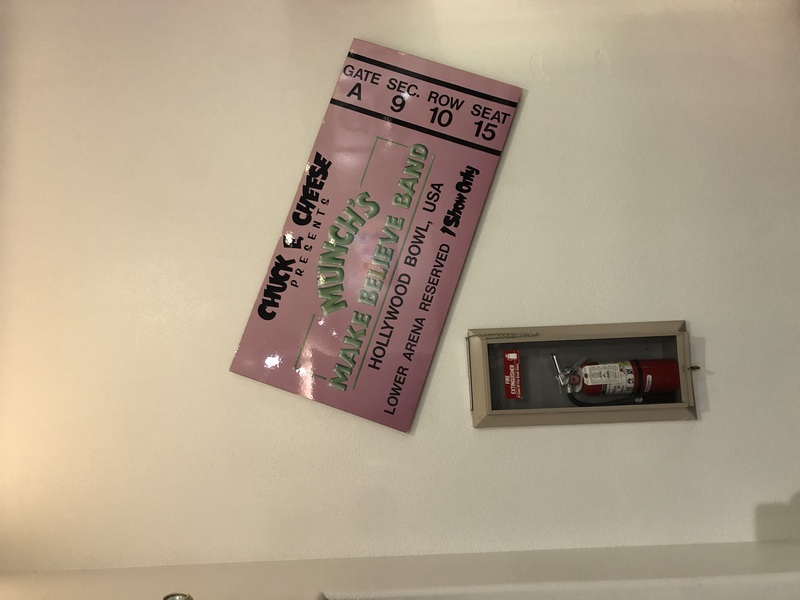 CHUCK E. CHEESE
PRESENTS
MUNCH'S
MAKE BELIEVE BAND
HOLLYWOOD BOWL, USA
LOWER ARENA RESERVED 1 Show Only
GATE SEC. ROW SEAT
A 9 10 15
FIRE
EXTINGUISHER